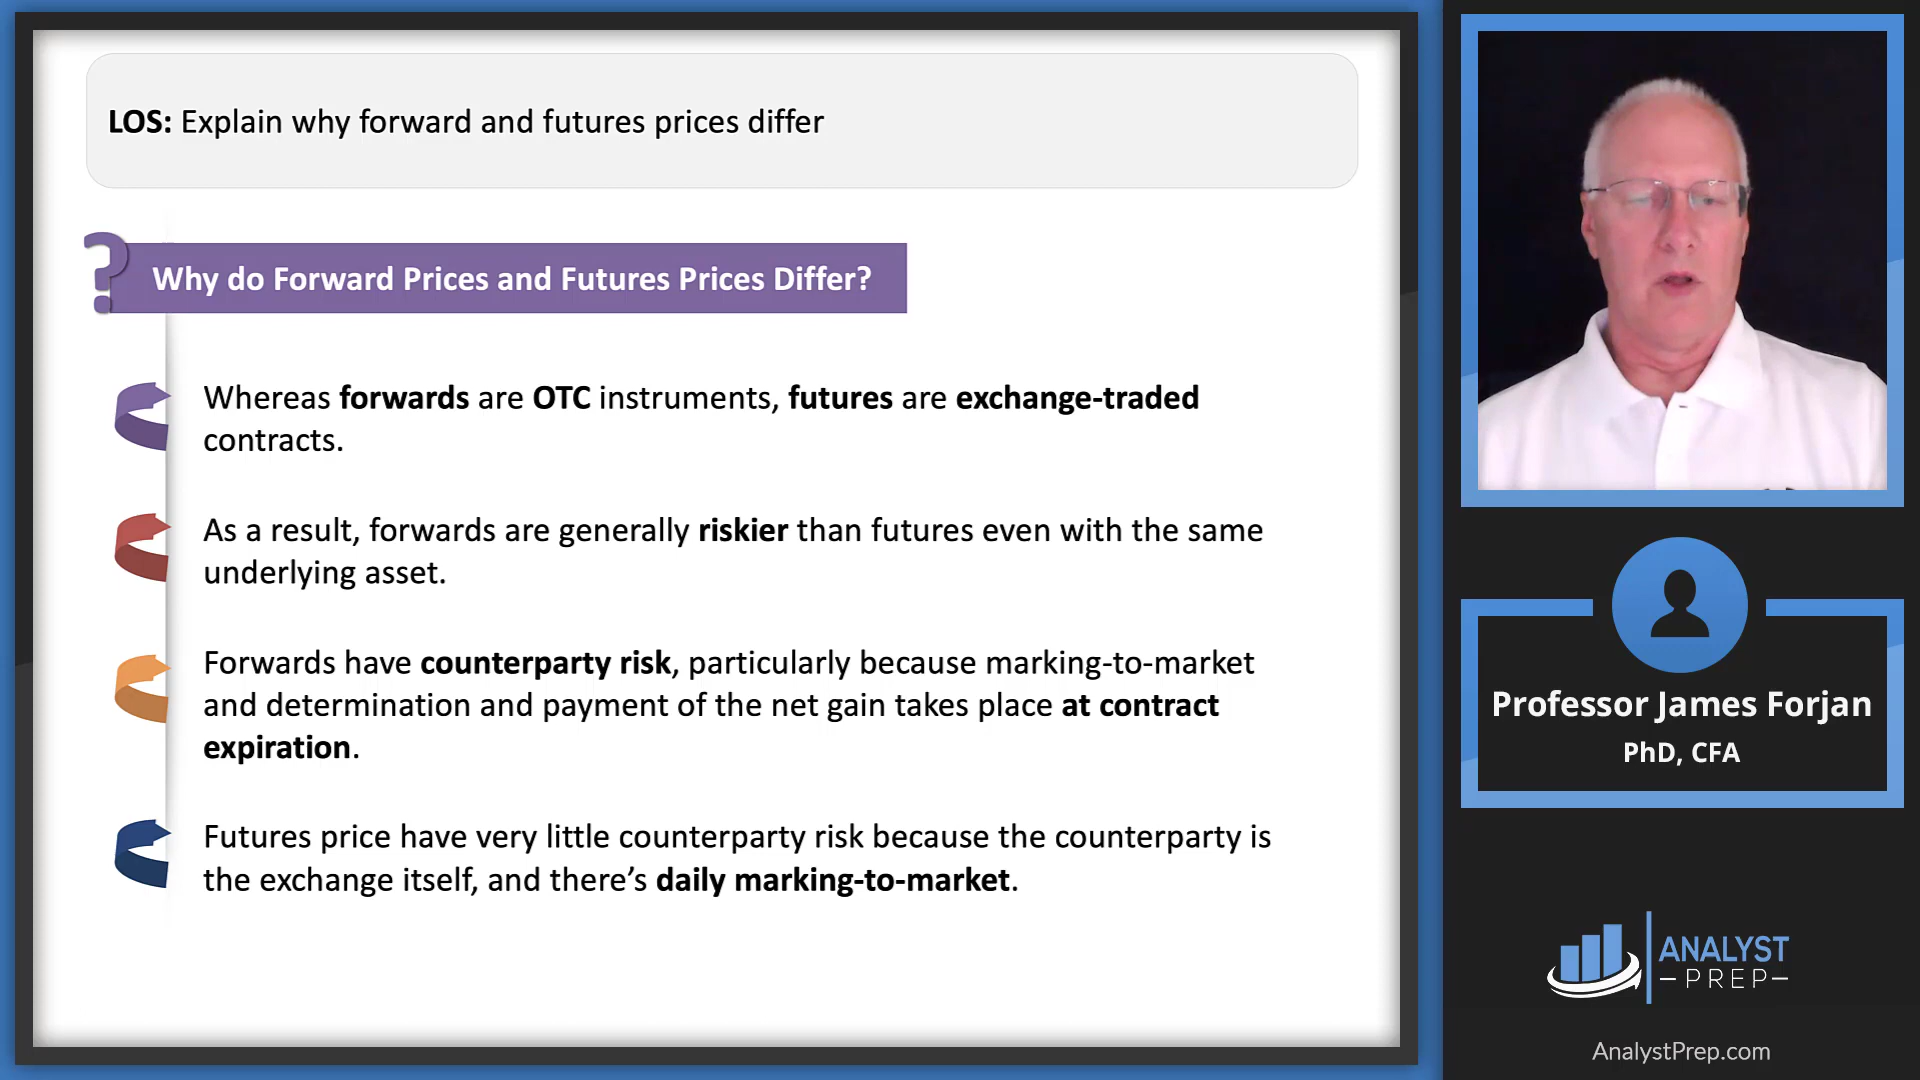 LOS: Explain why forward and futures prices differ
? Why do Forward Prices and Futures Prices Differ?
Whereas forwards are OTC instruments, futures are exchange-traded
contracts.
As a result, forwards are generally riskier than futures even with the same
underlying asset.
Forwards have counterparty risk, particularly because marking-to-market
and determination and payment of the net gain takes place at contract
expiration.
Futures price have very little counterparty risk because the counterparty is
the exchange itself, and there’s daily marking-to-market.
Professor James Forjan
PhD, CFA
ANALYST
PREP
AnalystPrep.com